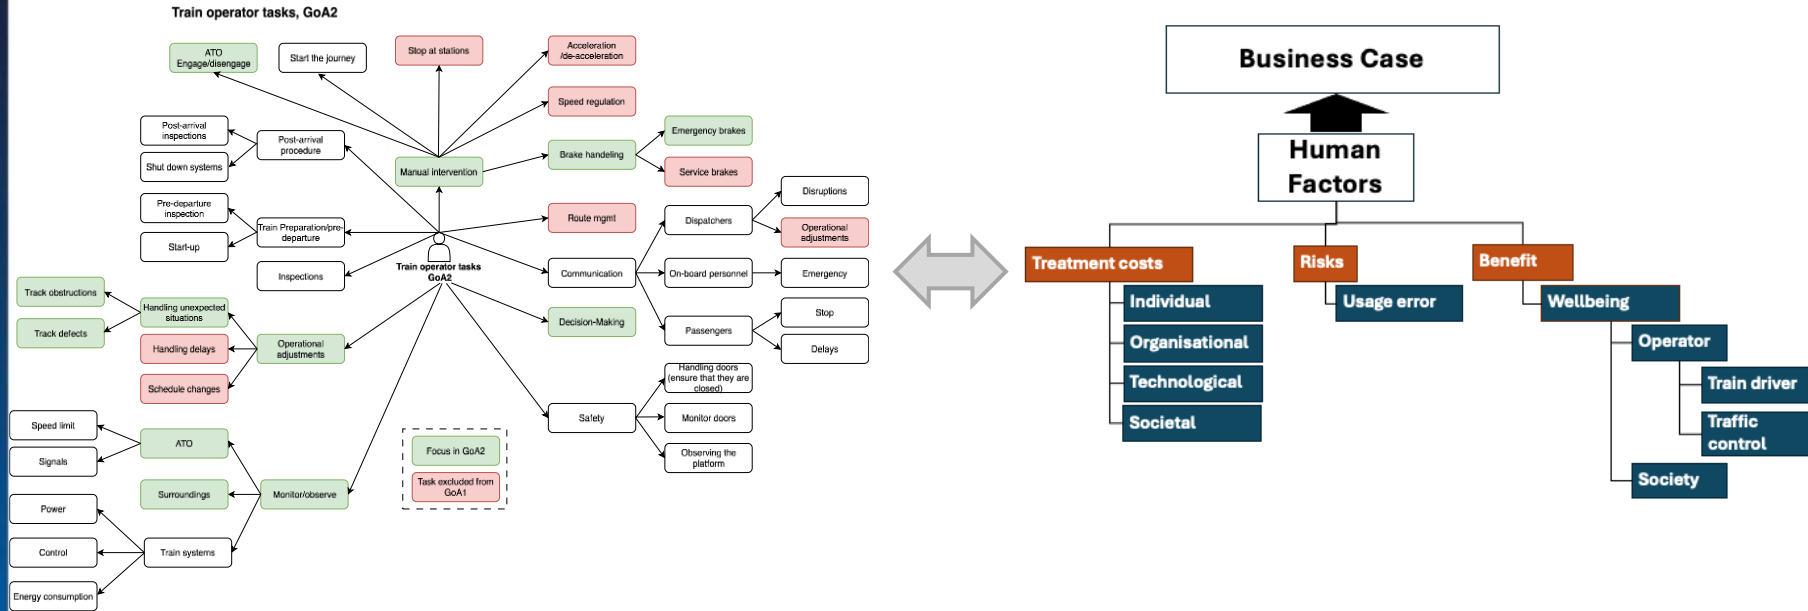 Train operator tasks, GoA2
ATO
Engage/disengage
Start the journey
Stop at stations
Acceleration
/de-acceleration
Speed regulation
Post-arrival
inspections
Shut down systems
Post-arrival
procedure
Manual intervention
Brake handeling
Emergency brakes
Service brakes
Pre-departure
inspection
Start-up
Train Preparation/pre-
departure
Inspections
Route mgmt
Train operator tasks
GoA2
Communication
Dispatchers
Disruptions
Operational
adjustments
On-board personnel
Emergency
Passengers
Stop
Delays
Decision-Making
Track obstructions
Track defects
Handling unexpected
situations
Handling delays
Schedule changes
Operational
adjustments
Safety
Handling doors
(ensure that they are
closed)
Monitor doors
Observing the
platform
Speed limit
Signals
ATO
Surroundings
Monitor/observe
Power
Control
Energy consumption
Train systems
Focus in GoA2
Task excluded from
GoA1
Business Case
Human
Factors
Treatment costs
Individual
Organisational
Technological
Societal
Risks
Usage error
Benefit
Wellbeing
Operator
Train driver
Traffic
control
Society